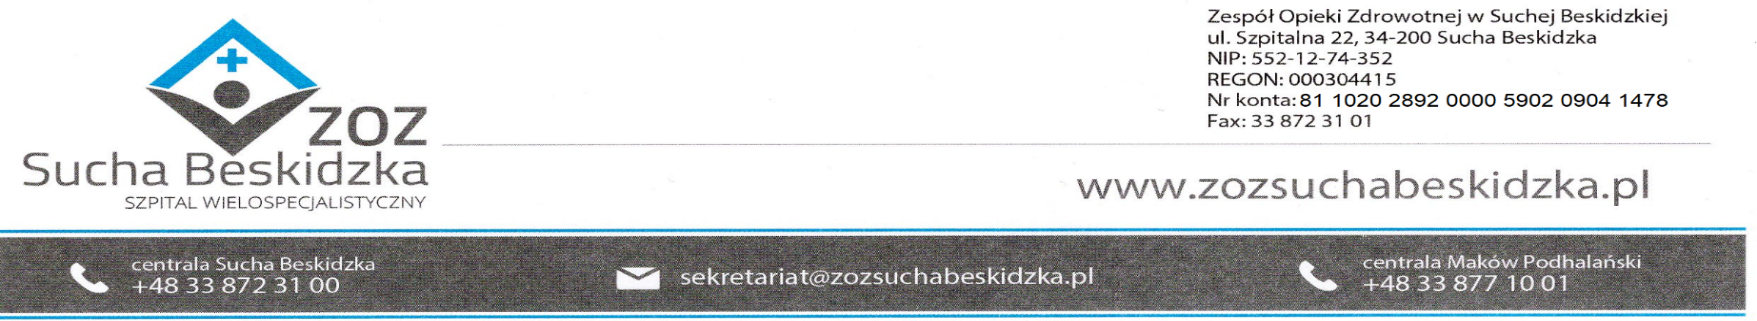 ZOZ
Sucha Beskidzka
SZPITAL WIELOSPECJALISTYCZNY
Zespół Opieki Zdrowotnej w Suchej Beskidzkiej
ul. Szpitalna 22, 34-200 Sucha Beskidzka
NIP: 552-12-74-352
REGON: 000304415
Nr konta: 81 1020 2892 0000 5902 0904 1478
Fax: 33 872 31 01
www.zozsuchabeskidzka.pl
centrala Sucha Beskidzka
+48 33 872 31 00
sekretariat@zozsuchabeskidzka.pl
centrala Maków Podhalański
+48 33 877 10 01